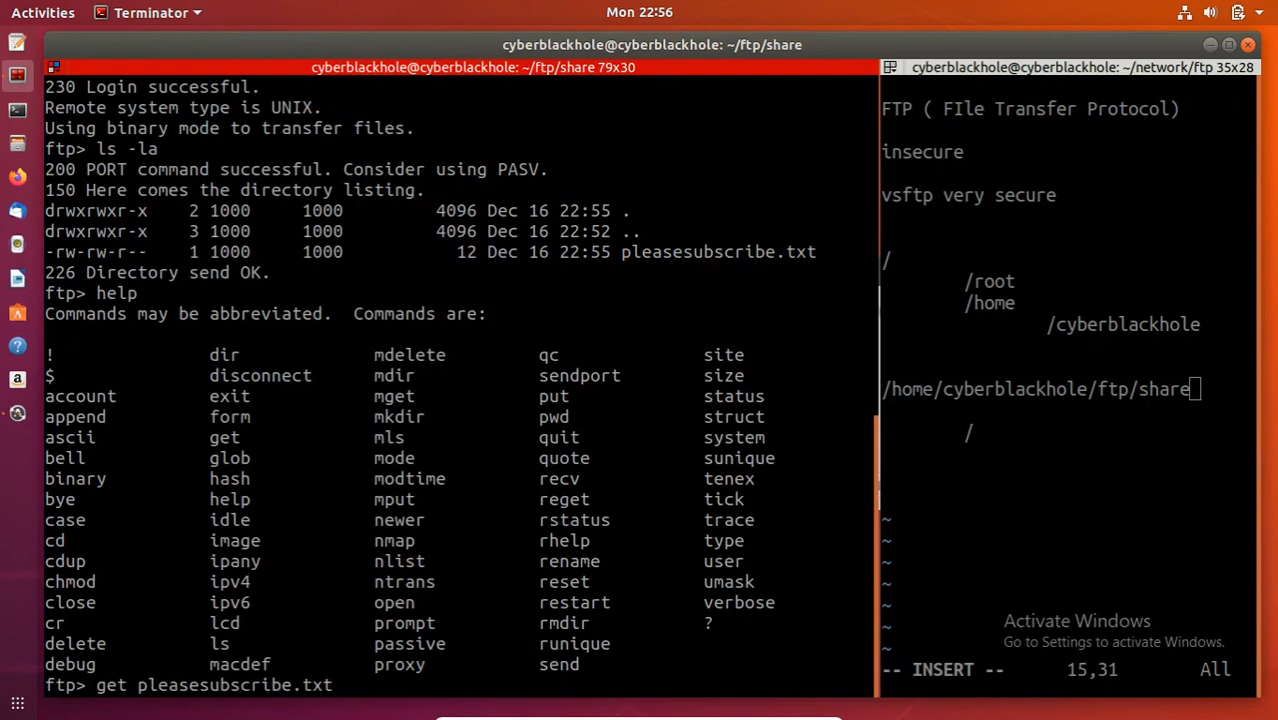 Activities
Terminator
Mon 22:56
cyberblackhole@cyberblackhole: ~/ftp/share
cyberblackhole@cyberblackhole: ~/ftp/share 79x30
230 Login successful.
Remote system type is UNIX.
Using binary mode to transfer files.
ftp> ls -la
200 PORT command successful. Consider using PASV.
150 Here comes the directory listing.
drwxrwxr-x    2 1000     1000         4096 Dec 16 22:55 .
drwxrwxr-x    3 1000     1000         4096 Dec 16 22:52 ..
-rw-rw-r--    1 1000     1000           12 Dec 16 22:55 pleasesubscribe.txt
226 Directory send OK.
ftp> help
Commands may be abbreviated.  Commands are:
!               dir             mdelete         qc              site
$               disconnect      mdir            sendport        size
account         exit            mget            put             status
append          form            mkdir           pwd             struct
ascii           get             mls             quit            system
bell            glob            mode            quote           sunique
binary          hash            modtime         recv            tenex
bye             help            mput            reget           tick
case            idle            newer           rstatus         trace
cd              image           nmap            rhelp           type
cdup            ipany           nlist           rename          user
chmod           ipv4            ntrans          reset           umask
close           ipv6            open            restart         verbose
cr              lcd             prompt          rmdir           ?
delete          ls              passive         runique
debug           macdef          proxy           send
ftp> get pleasesubscribe.txt
cyberblackhole@cyberblackhole: ~/network/ftp 35x28
FTP ( FIle Transfer Protocol)
insecure
vsftp very secure
/
/root
/home
/cyberblackhole
/home/cyberblackhole/ftp/share
/
~
~
~
~
~
~
~
Activate Windows
Go to Settings to activate Windows.
-- INSERT --
15,31
All